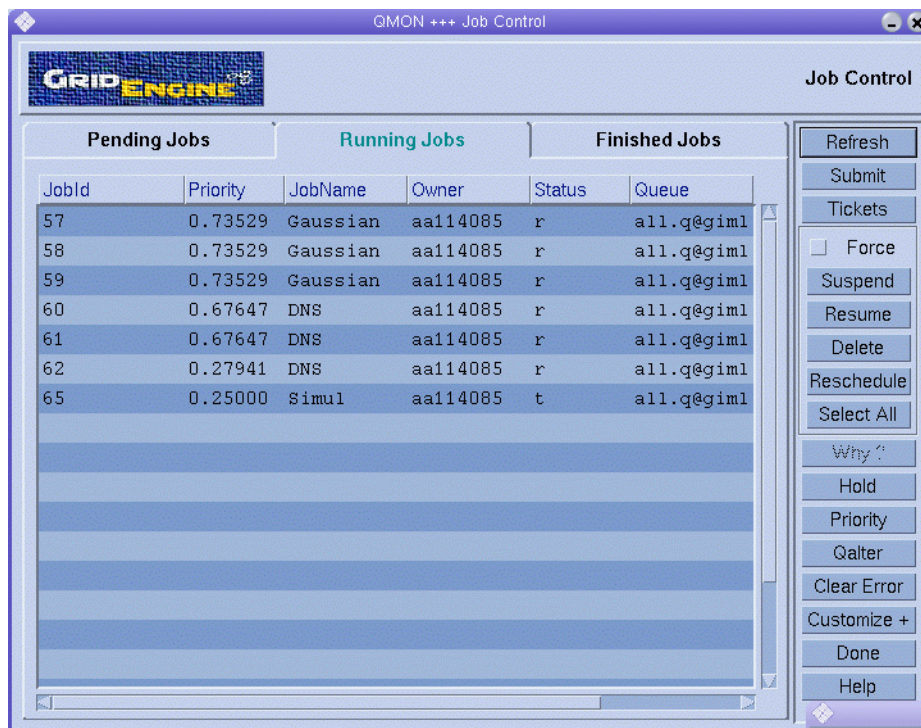 QMON +++ Job Control
GRID ENGINE
Job Control
Pending Jobs Running Jobs Finished Jobs
JobId Priority JobName Owner Status Queue
57 0.73529 Gaussian aa114085 r all.q@giml
58 0.73529 Gaussian aa114085 r all.q@giml
59 0.73529 Gaussian aa114085 r all.q@giml
60 0.67647 DNS aa114085 r all.q@giml
61 0.67647 DNS aa114085 r all.q@giml
62 0.27941 DNS aa114085 r all.q@giml
65 0.25000 Simul aa114085 t all.q@giml
Refresh
Submit
Tickets
Force
Suspend
Resume
Delete
Reschedule
Select All
Why ?
Hold
Priority
Qalter
Clear Error
Customize +
Done
Help